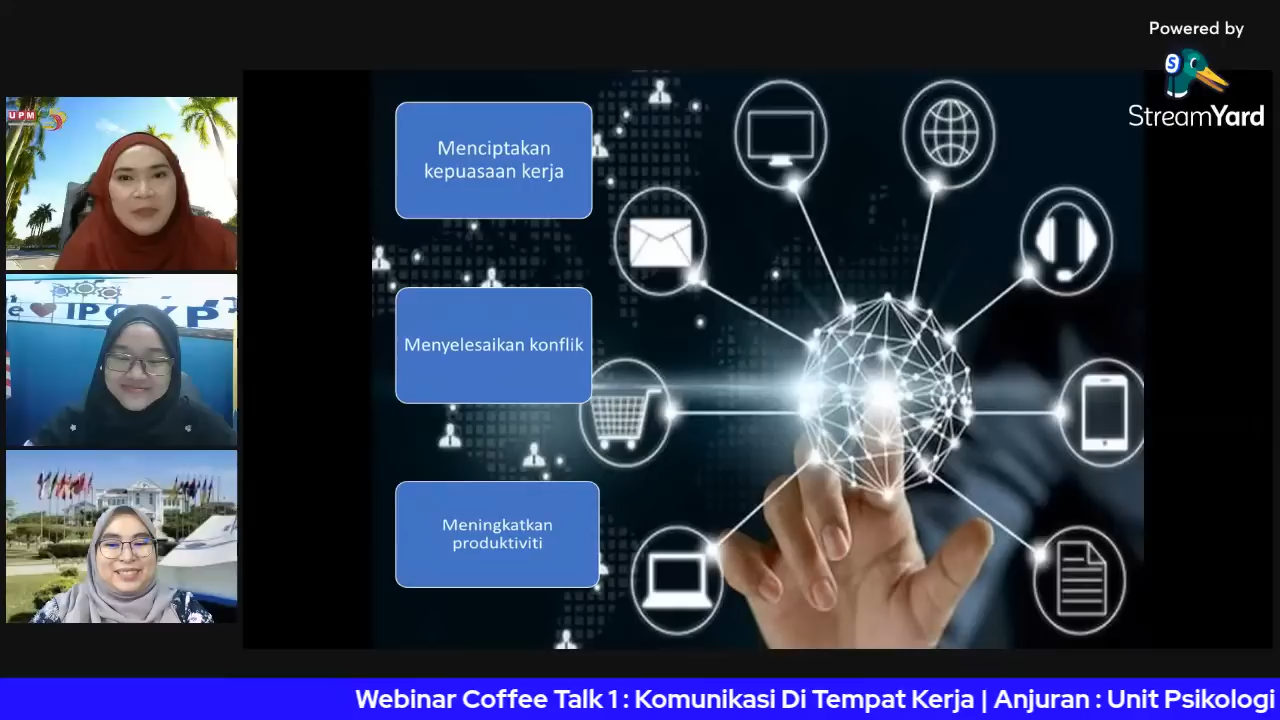 Powered by
S
StreamYard
UPM
Menciptakan
kepuasaan kerja
Menyelesaikan konflik
Meningkatkan
produktiviti
Webinar Coffee Talk 1 : Komunikasi Di Tempat Kerja | Anjuran : Unit Psikologi